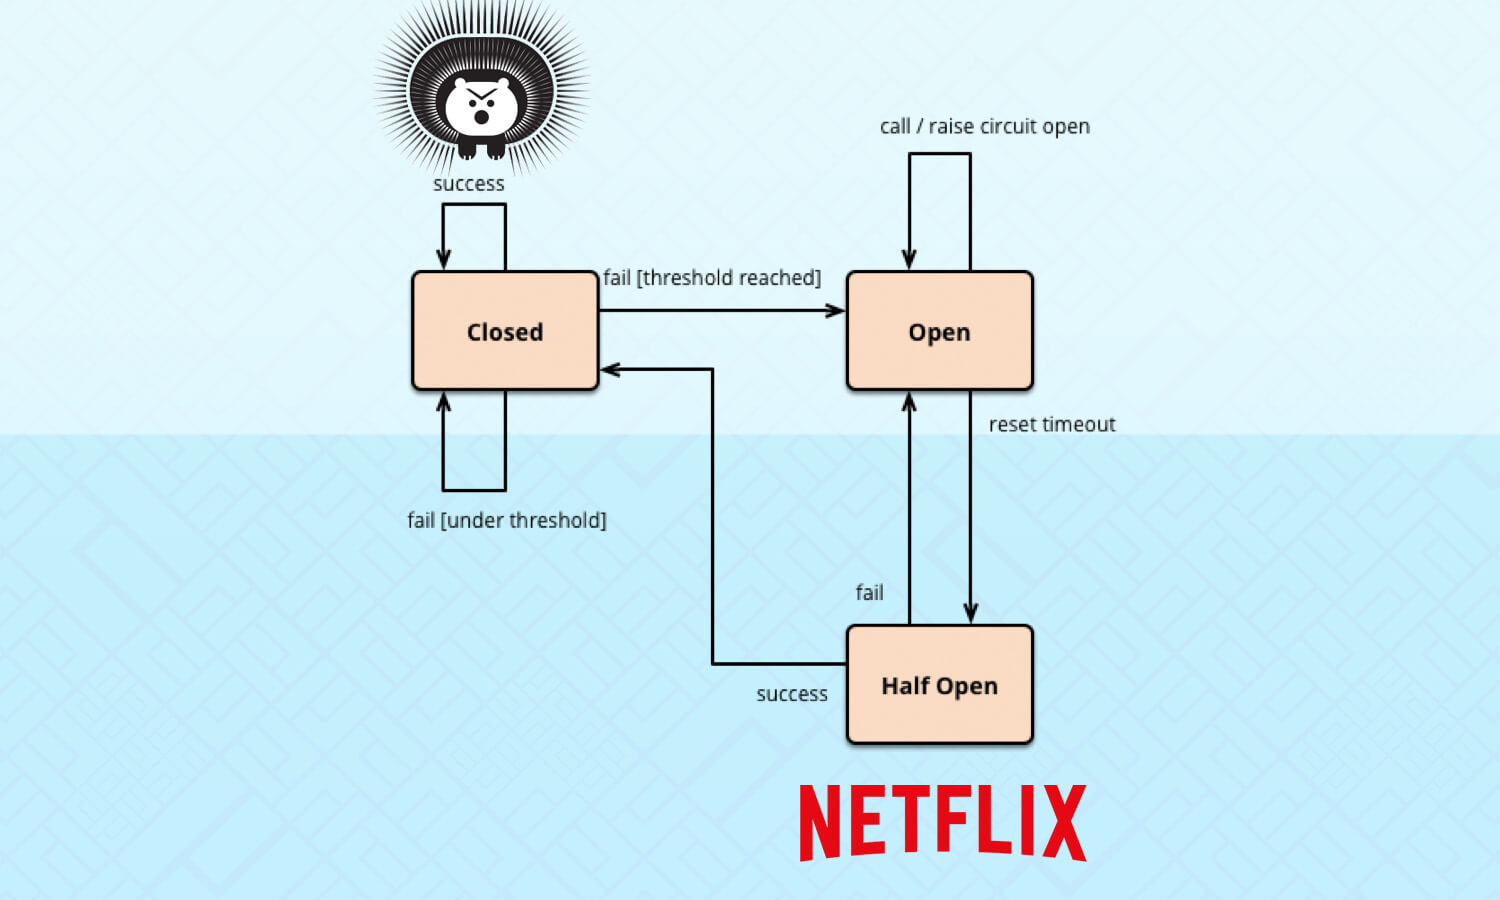 success
call / raise circuit open
fail [threshold reached]
Closed
Open
reset timeout
fail [under threshold]
fail
success
Half Open
NETFLIX